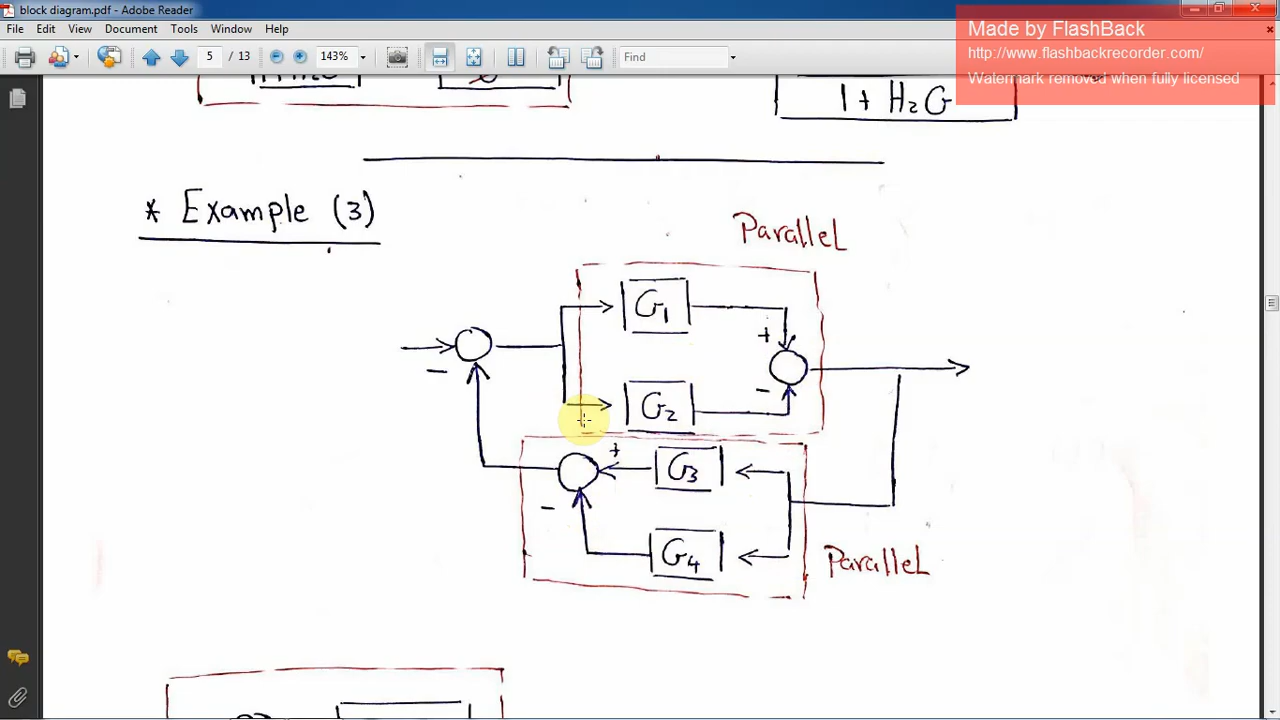 block diagram.pdf - Adobe Reader
File Edit View Document Tools Window Help
5 / 13 143% Find
Made by FlashBack
http://www.flashbackrecorder.com/
Watermark removed when fully licensed
1 + H2G
* Example (3)
Parallel
G1
+
-
-
G2
+
G3
-
G4
Parallel